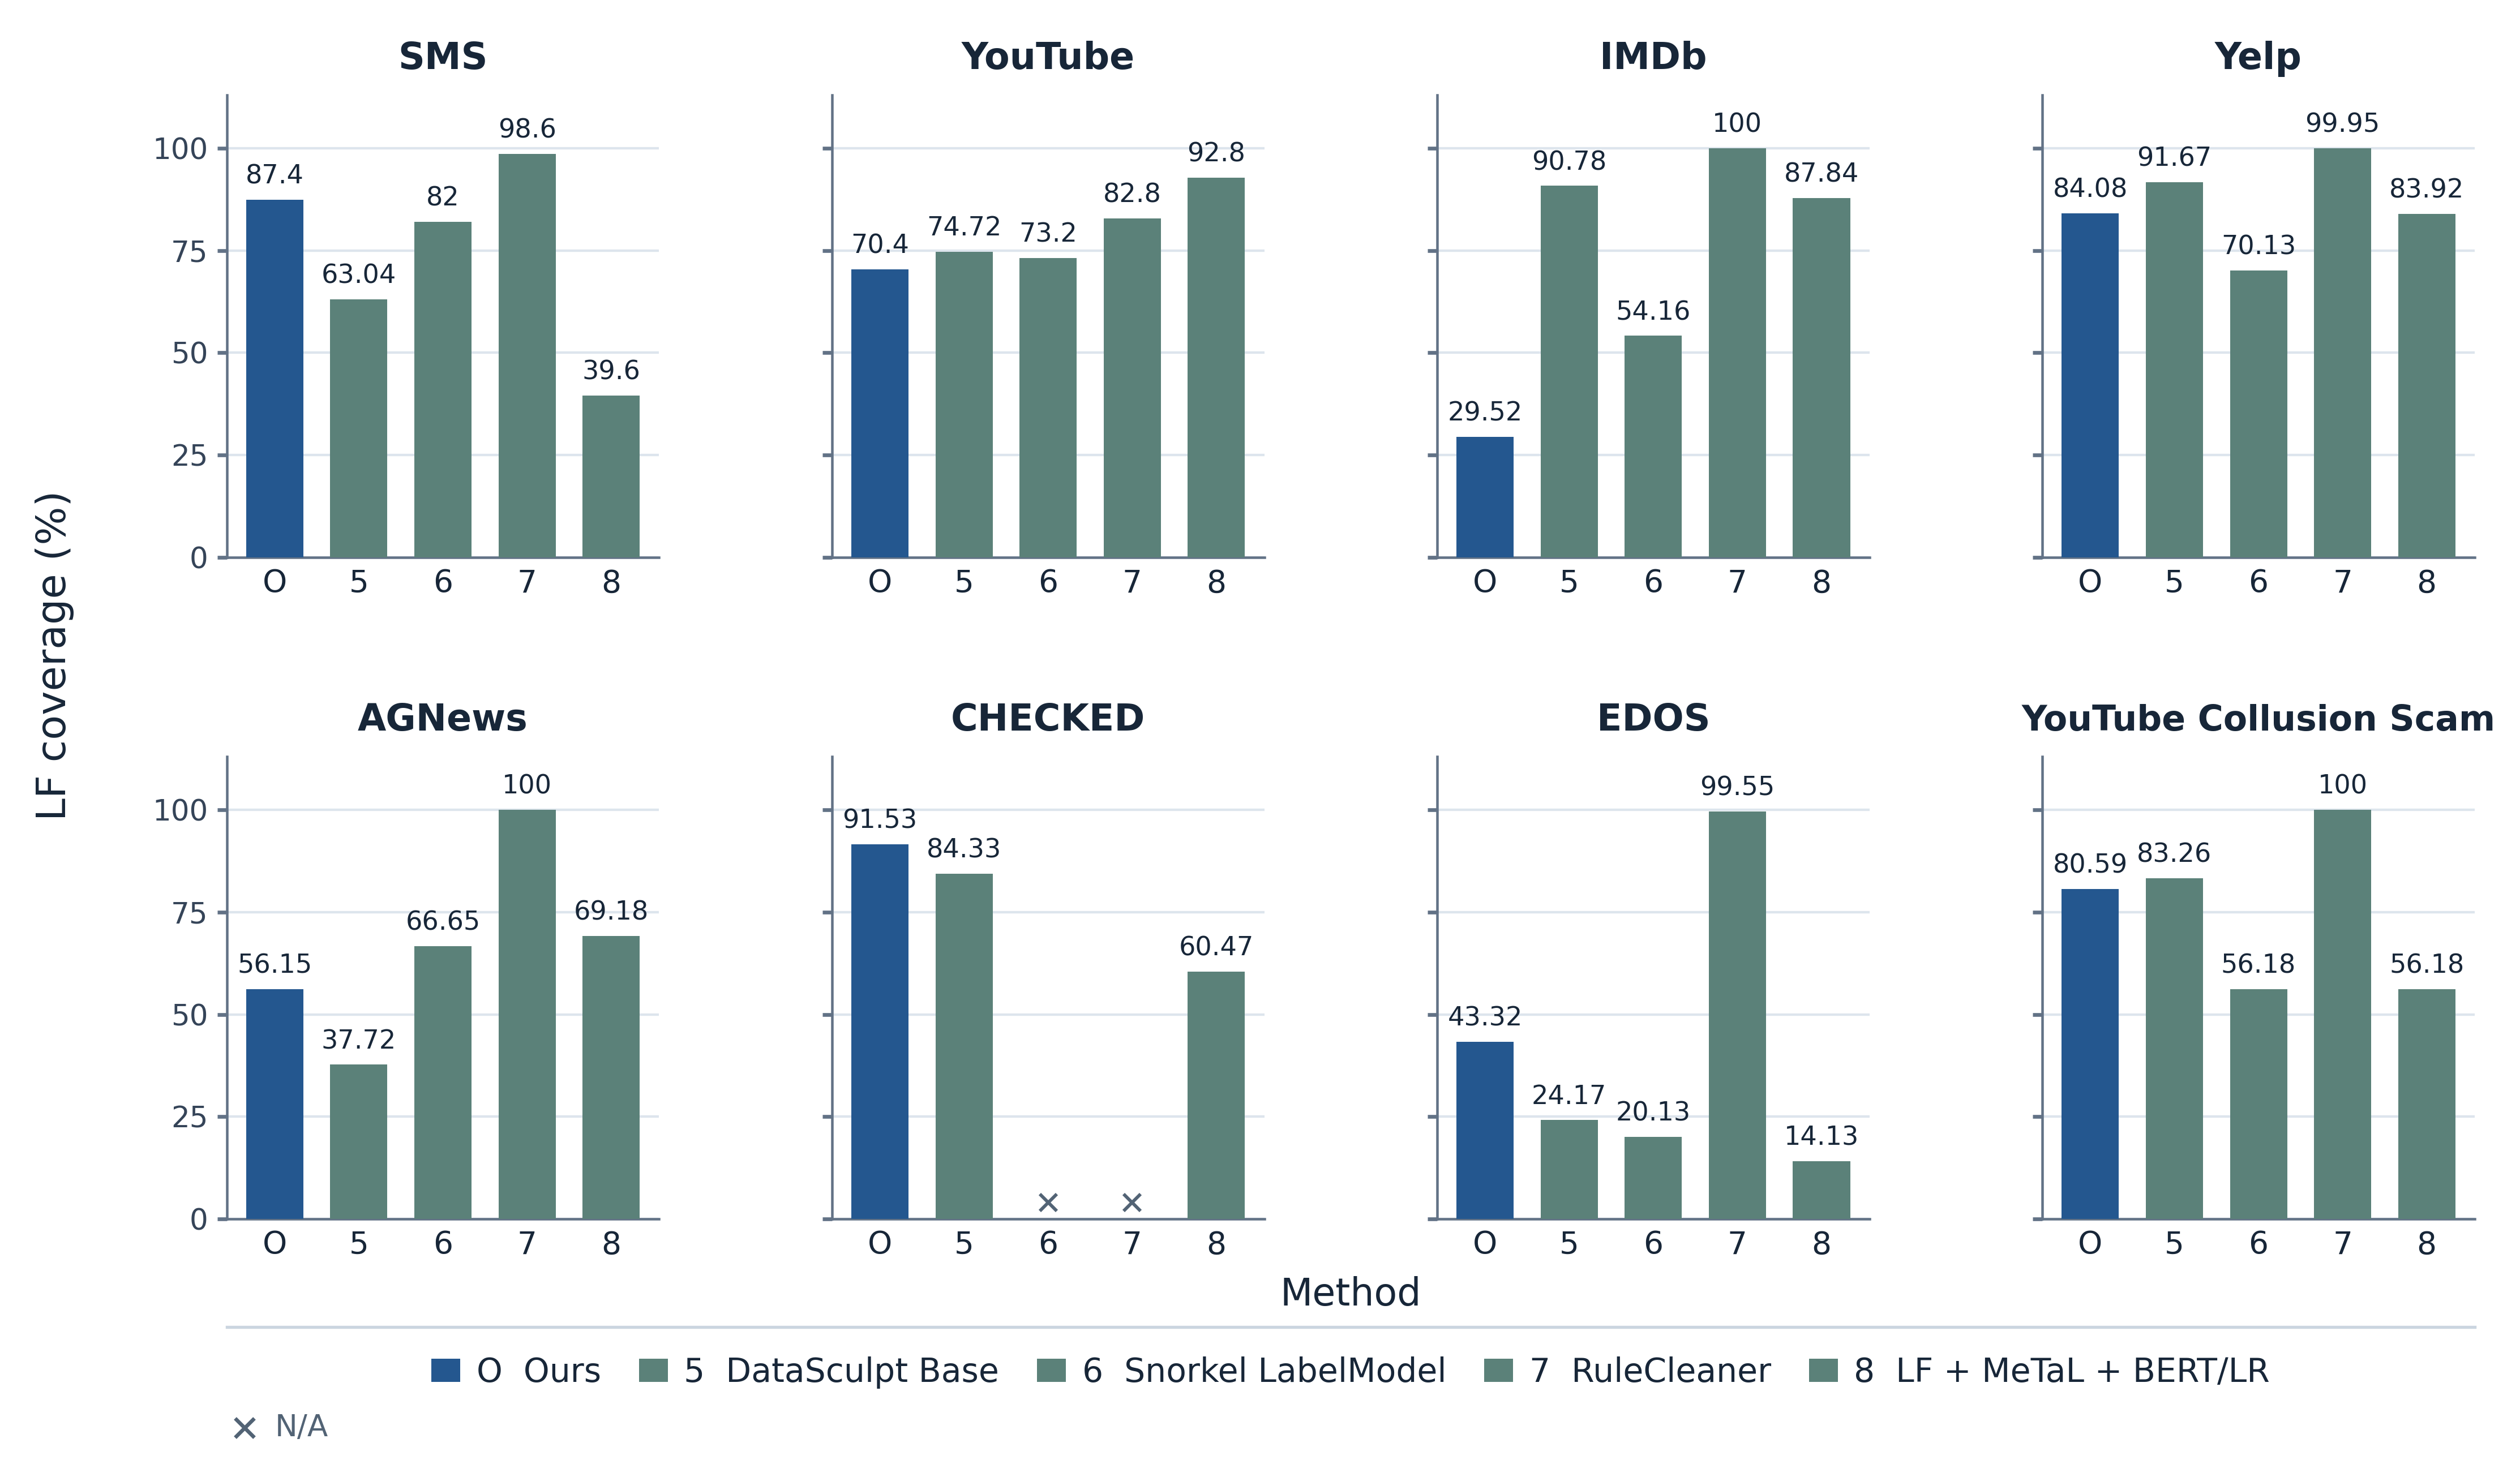 SMS YouTube IMDb Yelp
LF coverage (%)
100
75
50
25
0
87.4 63.04 82 98.6 39.6
O 5 6 7 8
70.4 74.72 73.2 82.8 92.8
O 5 6 7 8
29.52 90.78 54.16 100 87.84
O 5 6 7 8
84.08 91.67 70.13 99.95 83.92
O 5 6 7 8
AGNews CHECKED EDOS YouTube Collusion Scam
100
75
50
25
0
56.15 37.72 66.65 100 69.18
O 5 6 7 8
91.53 84.33 × × 60.47
O 5 6 7 8
43.32 24.17 20.13 99.55 14.13
O 5 6 7 8
80.59 83.26 56.18 100 56.18
O 5 6 7 8
Method
O Ours 5 DataSculpt Base 6 Snorkel LabelModel 7 RuleCleaner 8 LF + MeTaL + BERT/LR
× N/A